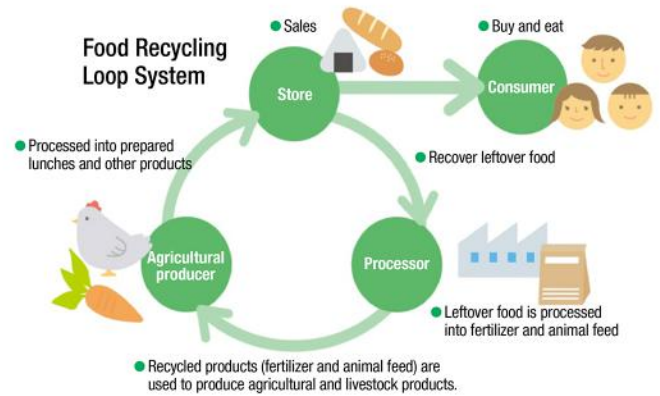 Food Recycling
Loop System
● Sales
● Buy and eat
Store
Consumer
● Processed into prepared
lunches and other products
● Recover leftover food
Agricultural
producer
Processor
● Leftover food is processed
into fertilizer and animal feed
● Recycled products (fertilizer and animal feed) are
used to produce agricultural and livestock products.